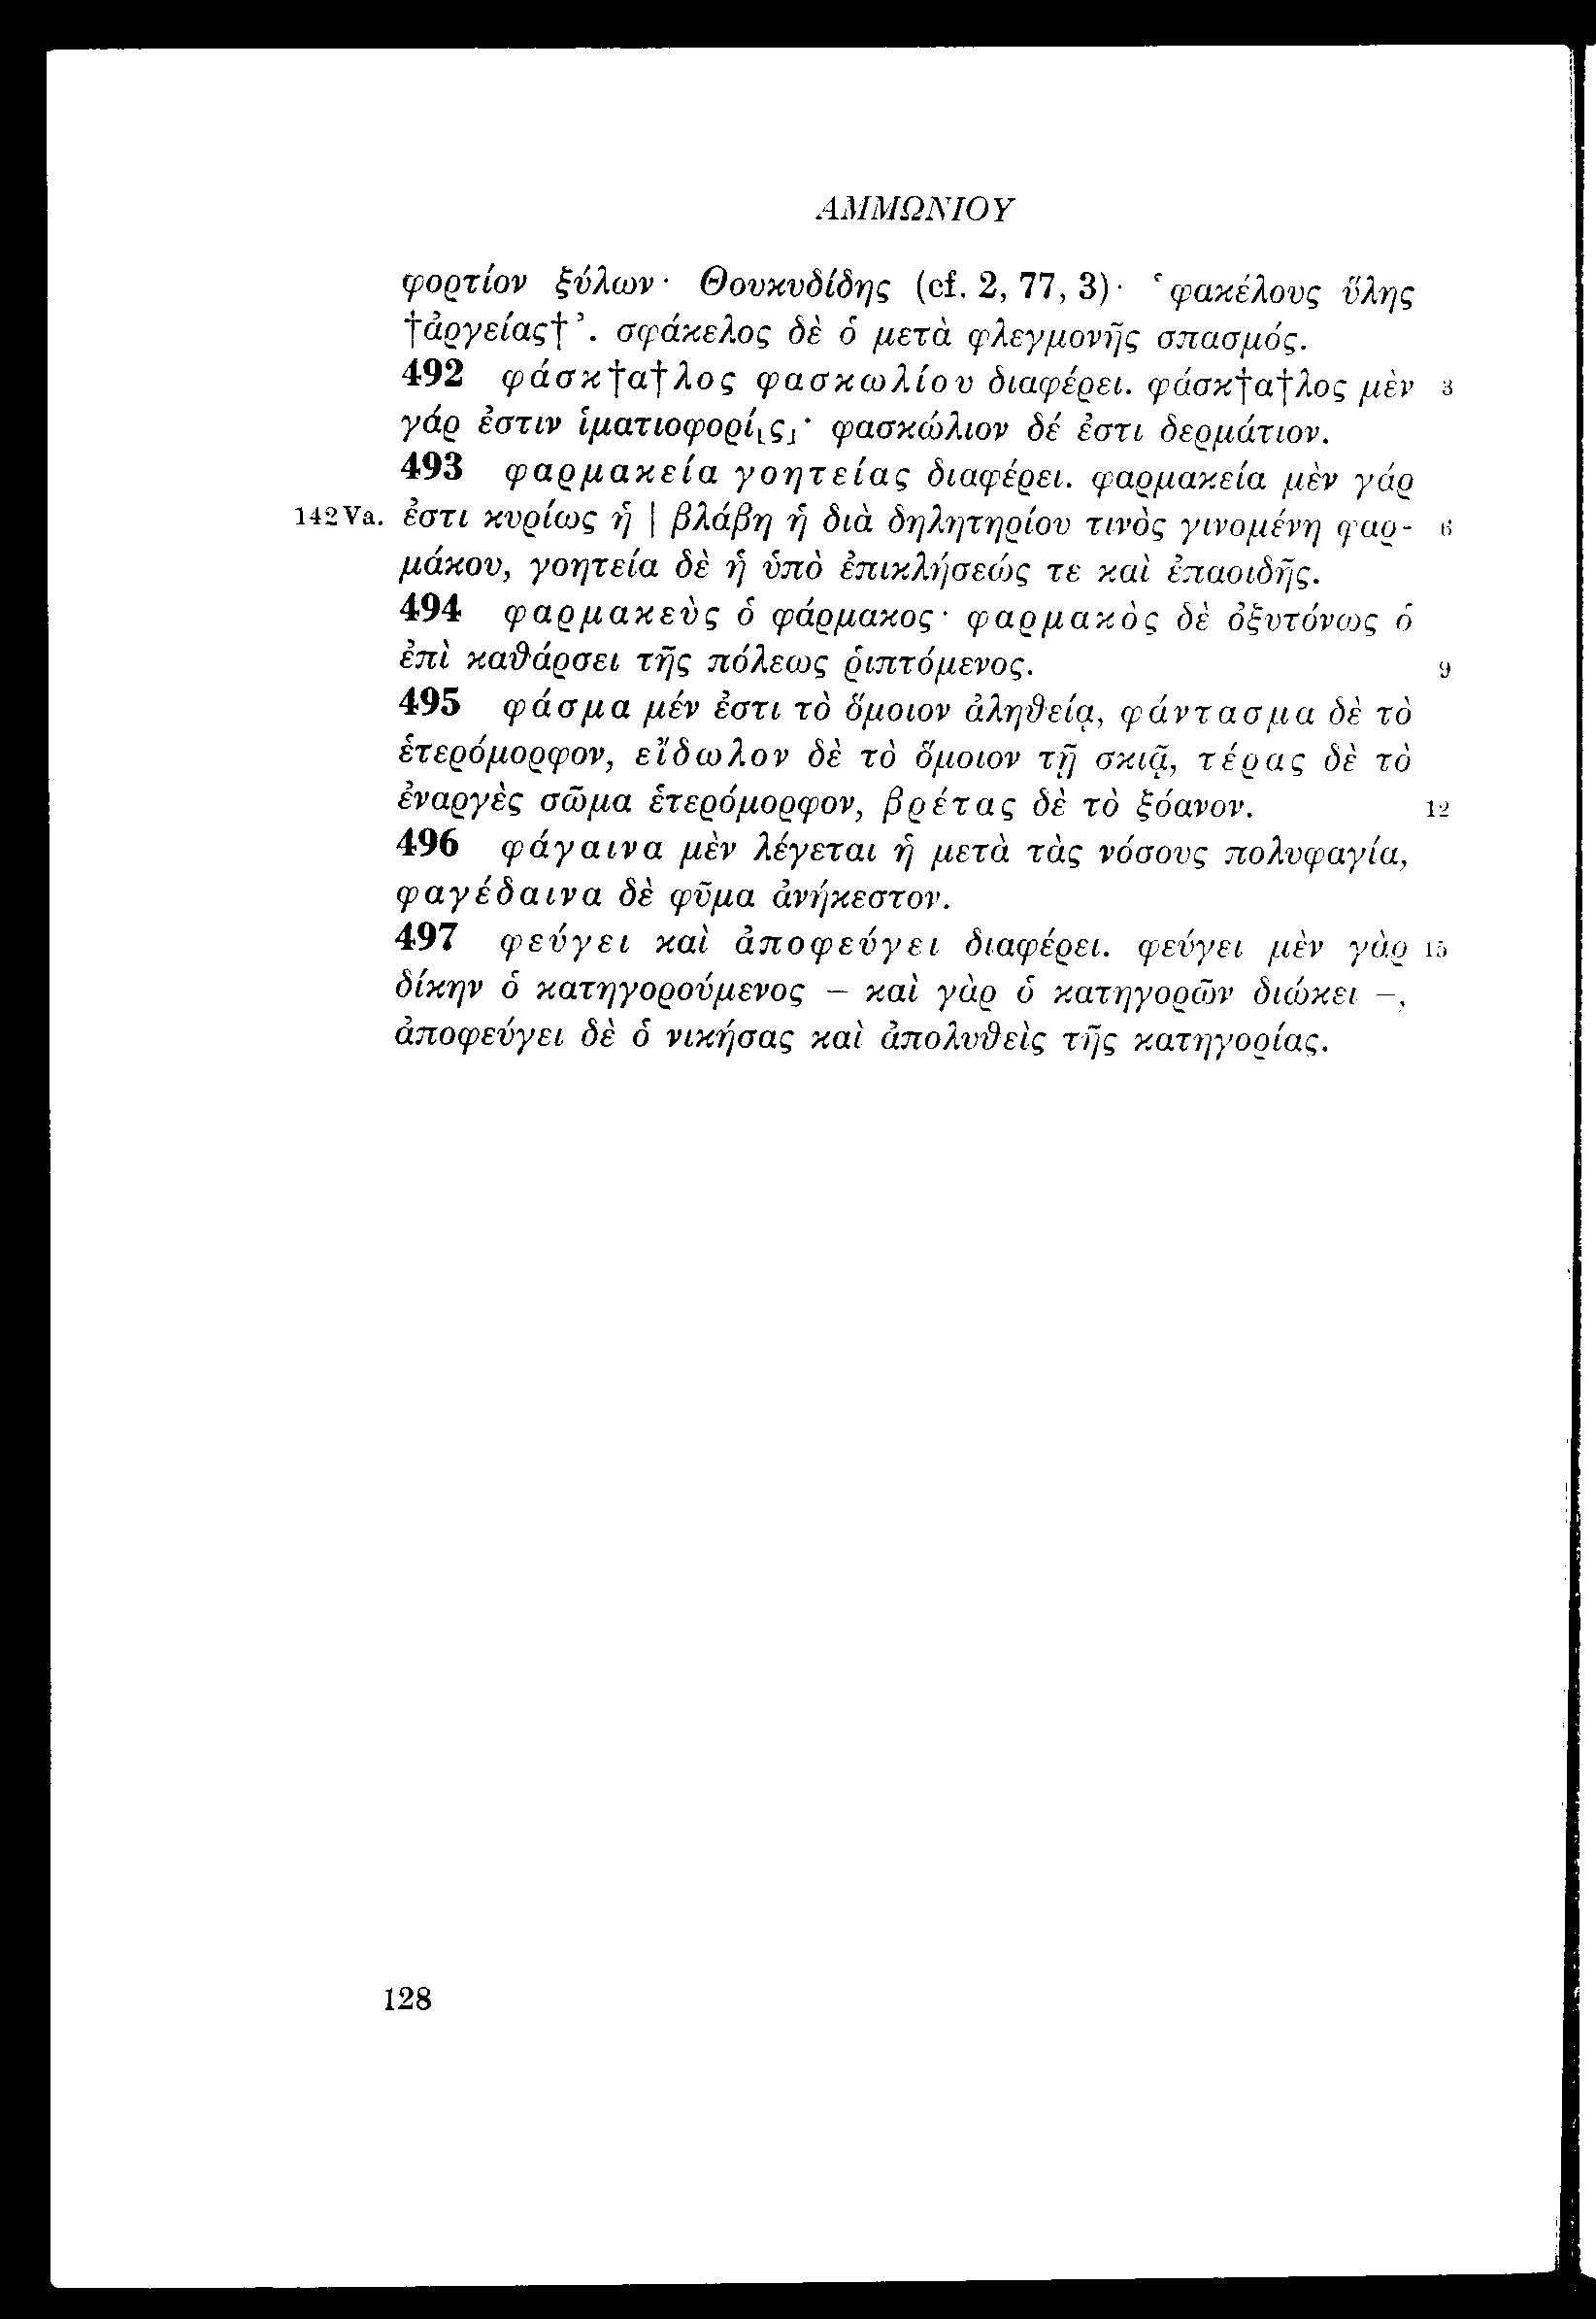 ΑΜΜΩΝΙΟΥ
φορτίον ξύλων· Θουκυδίδης (cf. 2, 77, 3)· ‘φακέλους ὕλης
†ἀργείας†’. σφάκελος δὲ ὁ μετὰ φλεγμονῆς σπασμός.
492 φάσκ†α†λος φασκωλίου διαφέρει. φάσκ†α†λος μὲν 3
γάρ ἐστιν ἱματιοφορί⟦ς⟧· φασκώλιον δέ ἐστι δερμάτιον.
493 φαρμακεία γοητείας διαφέρει. φαρμακεία μὲν γάρ
142Va. ἐστι κυρίως ἡ | βλάβη ἡ διὰ δηλητηρίου τινὸς γινομένη φαρ- 6
μάκου, γοητεία δὲ ἡ ὑπὸ ἐπικλήσεώς τε καὶ ἐπαοιδῆς.
494 φαρμακεὺς ὁ φάρμακος· φαρμακὸς δὲ ὀξυτόνως ὁ
ἐπὶ καθάρσει τῆς πόλεως ῥιπτόμενος. 9
495 φάσμα μέν ἐστι τὸ ὅμοιον ἀληθείᾳ, φάντασμα δὲ τὸ
ἑτερόμορφον, εἴδωλον δὲ τὸ ὅμοιον τῇ σκιᾷ, τέρας δὲ τὸ
ἐναργὲς σῶμα ἑτερόμορφον, βρέτας δὲ τὸ ξόανον. 12
496 φάγαινα μὲν λέγεται ἡ μετὰ τὰς νόσους πολυφαγία,
φαγέδαινα δὲ φῦμα ἀνήκεστον.
497 φεύγει καὶ ἀποφεύγει διαφέρει. φεύγει μὲν γὰρ 15
δίκην ὁ κατηγορούμενος – καὶ γὰρ ὁ κατηγορῶν διώκει –,
ἀποφεύγει δὲ ὁ νικήσας καὶ ἀπολυθεὶς τῆς κατηγορίας.
128